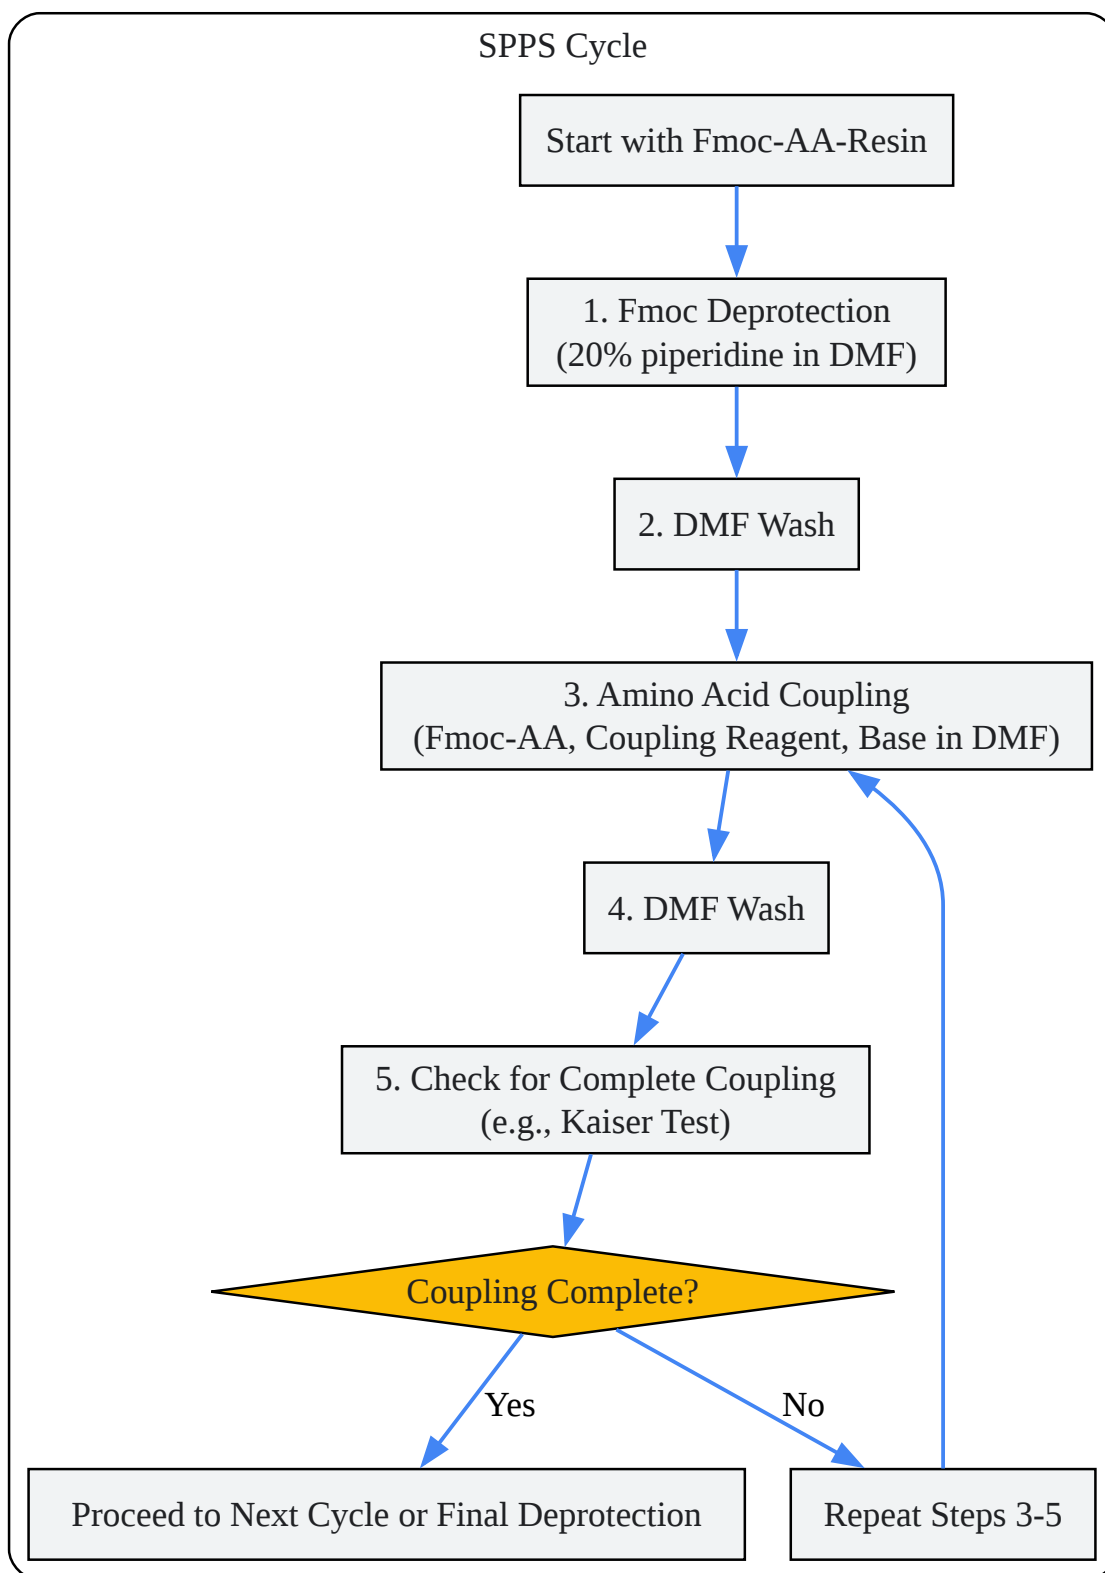 SPPS Cycle
Start with Fmoc-AA-Resin
1. Fmoc Deprotection
(20% piperidine in DMF)
2. DMF Wash
3. Amino Acid Coupling
(Fmoc-AA, Coupling Reagent, Base in DMF)
4. DMF Wash
5. Check for Complete Coupling
(e.g., Kaiser Test)
Coupling Complete?
Yes
No
Proceed to Next Cycle or Final Deprotection
Repeat Steps 3-5